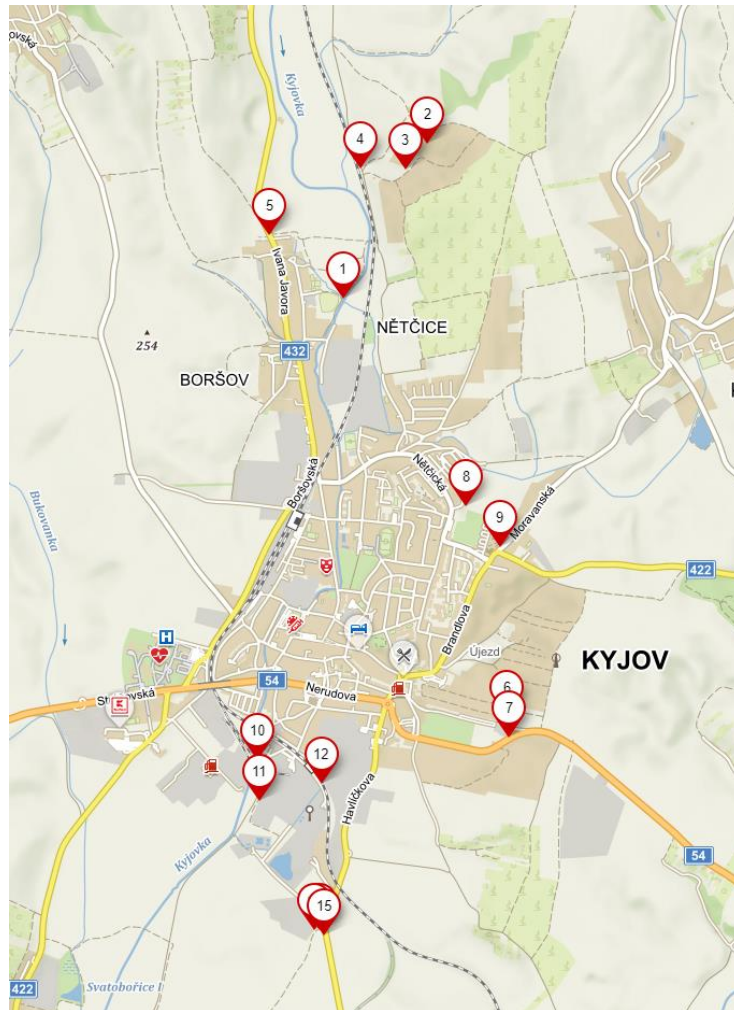 ovská
Kyjovka
2
3
4
5
1
Ivana Javora
NĚTČICE
254
432
BORŠOV
Nětčická
8
Boršovská
9
Moravanská
Bukovanka
422
Brandlova
H
Újezd
KYJOV
54
Nerudova
6
7
10
12
11
Havlíčkova
Kyjovka
54
15
Svatobořice I
422